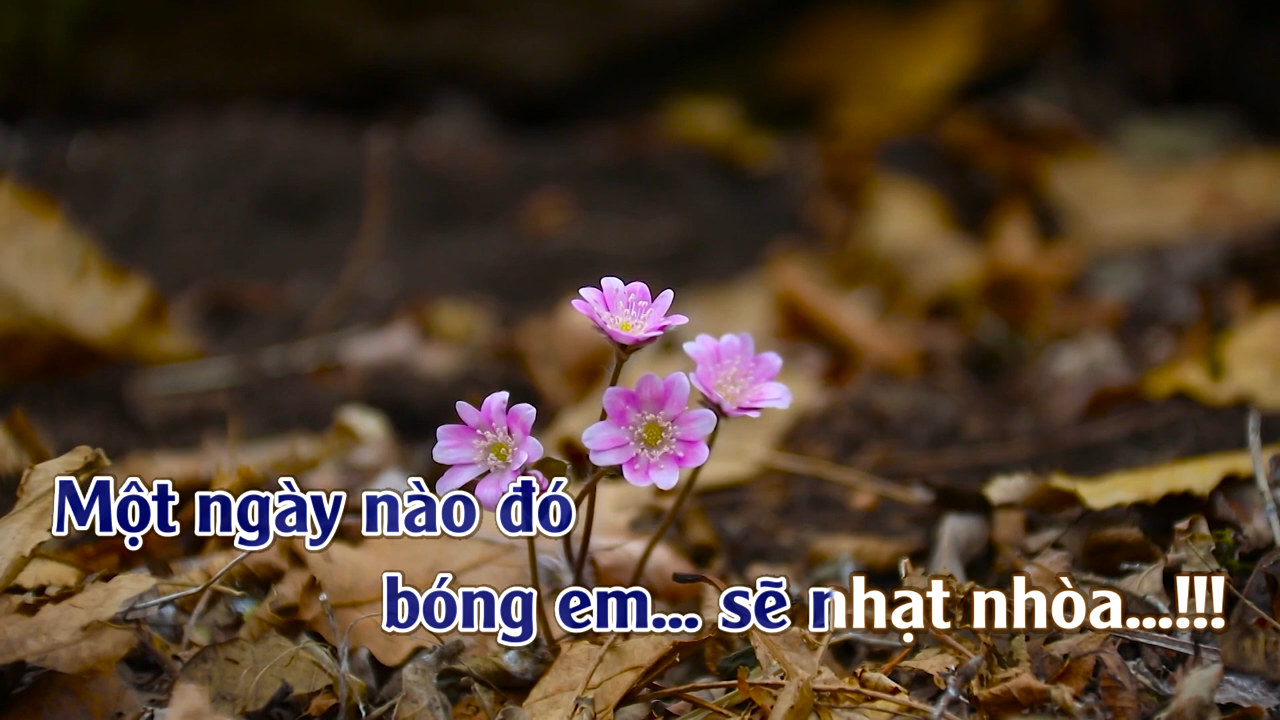 Một ngày nào đó
bóng em... sẽ nhạt nhòa...!!!